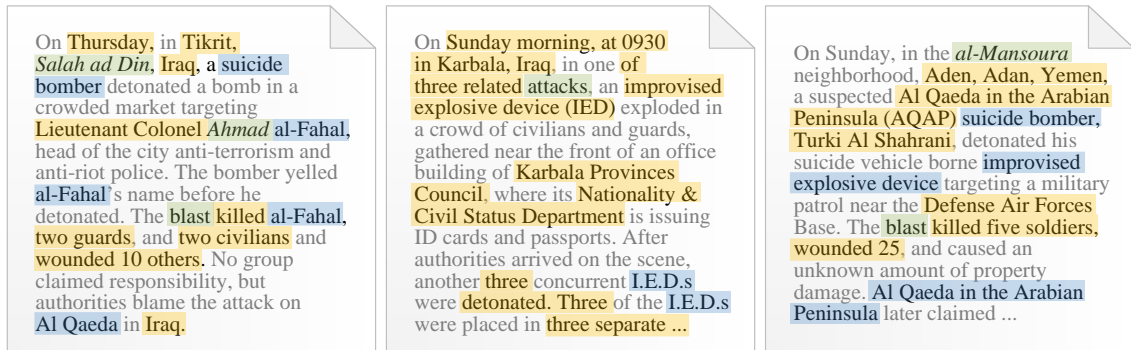 On Thursday, in Tikrit,
Salah ad Din, Iraq, a suicide
bomber detonated a bomb in a
crowded market targeting
Lieutenant Colonel Ahmad al-Fahal,
head of the city anti-terrorism and
anti-riot police. The bomber yelled
al-Fahal's name before he
detonated. The blast killed al-Fahal,
two guards, and two civilians and
wounded 10 others. No group
claimed responsibility, but
authorities blame the attack on
Al Qaeda in Iraq.
On Sunday morning, at 0930
in Karbala, Iraq, in one of
three related attacks, an improvised
explosive device (IED) exploded in
a crowd of civilians and guards,
gathered near the front of an office
building of Karbala Provinces
Council, where its Nationality &
Civil Status Department is issuing
ID cards and passports. After
authorities arrived on the scene,
another three concurrent I.E.D.s
were detonated. Three of the I.E.D.s
were placed in three separate ...
On Sunday, in the al-Mansoura
neighborhood, Aden, Adan, Yemen,
a suspected Al Qaeda in the Arabian
Peninsula (AQAP) suicide bomber,
Turki Al Shahrani, detonated his
suicide vehicle borne improvised
explosive device targeting a military
patrol near the Defense Air Forces
Base. The blast killed five soldiers,
wounded 25, and caused an
unknown amount of property
damage. Al Qaeda in the Arabian
Peninsula later claimed ...